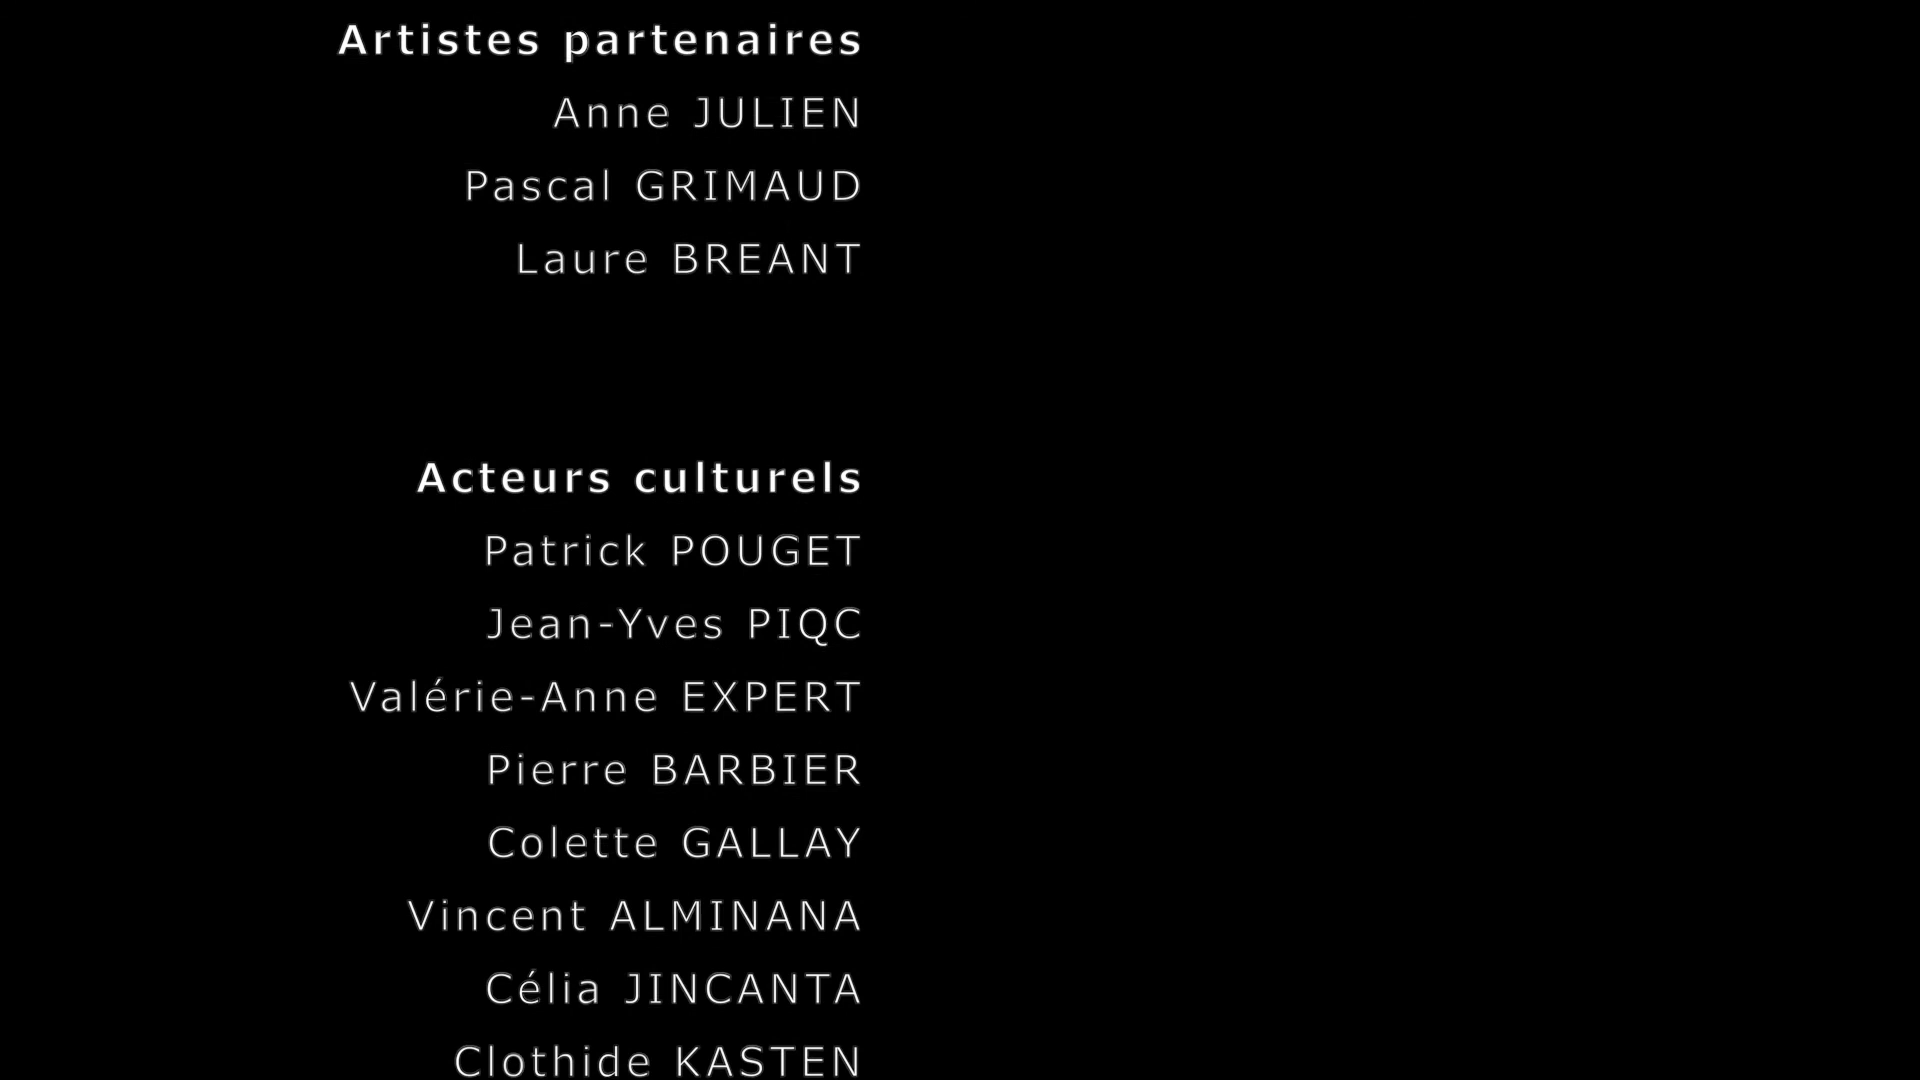 Artistes partenaires
Anne JULIEN
Pascal GRIMAUD
Laure BREANT
Acteurs culturels
Patrick POUGET
Jean-Yves PIQC
Valérie-Anne EXPERT
Pierre BARBIER
Colette GALLAY
Vincent ALMINANA
Célia JINCANTA
Clothide KASTEN